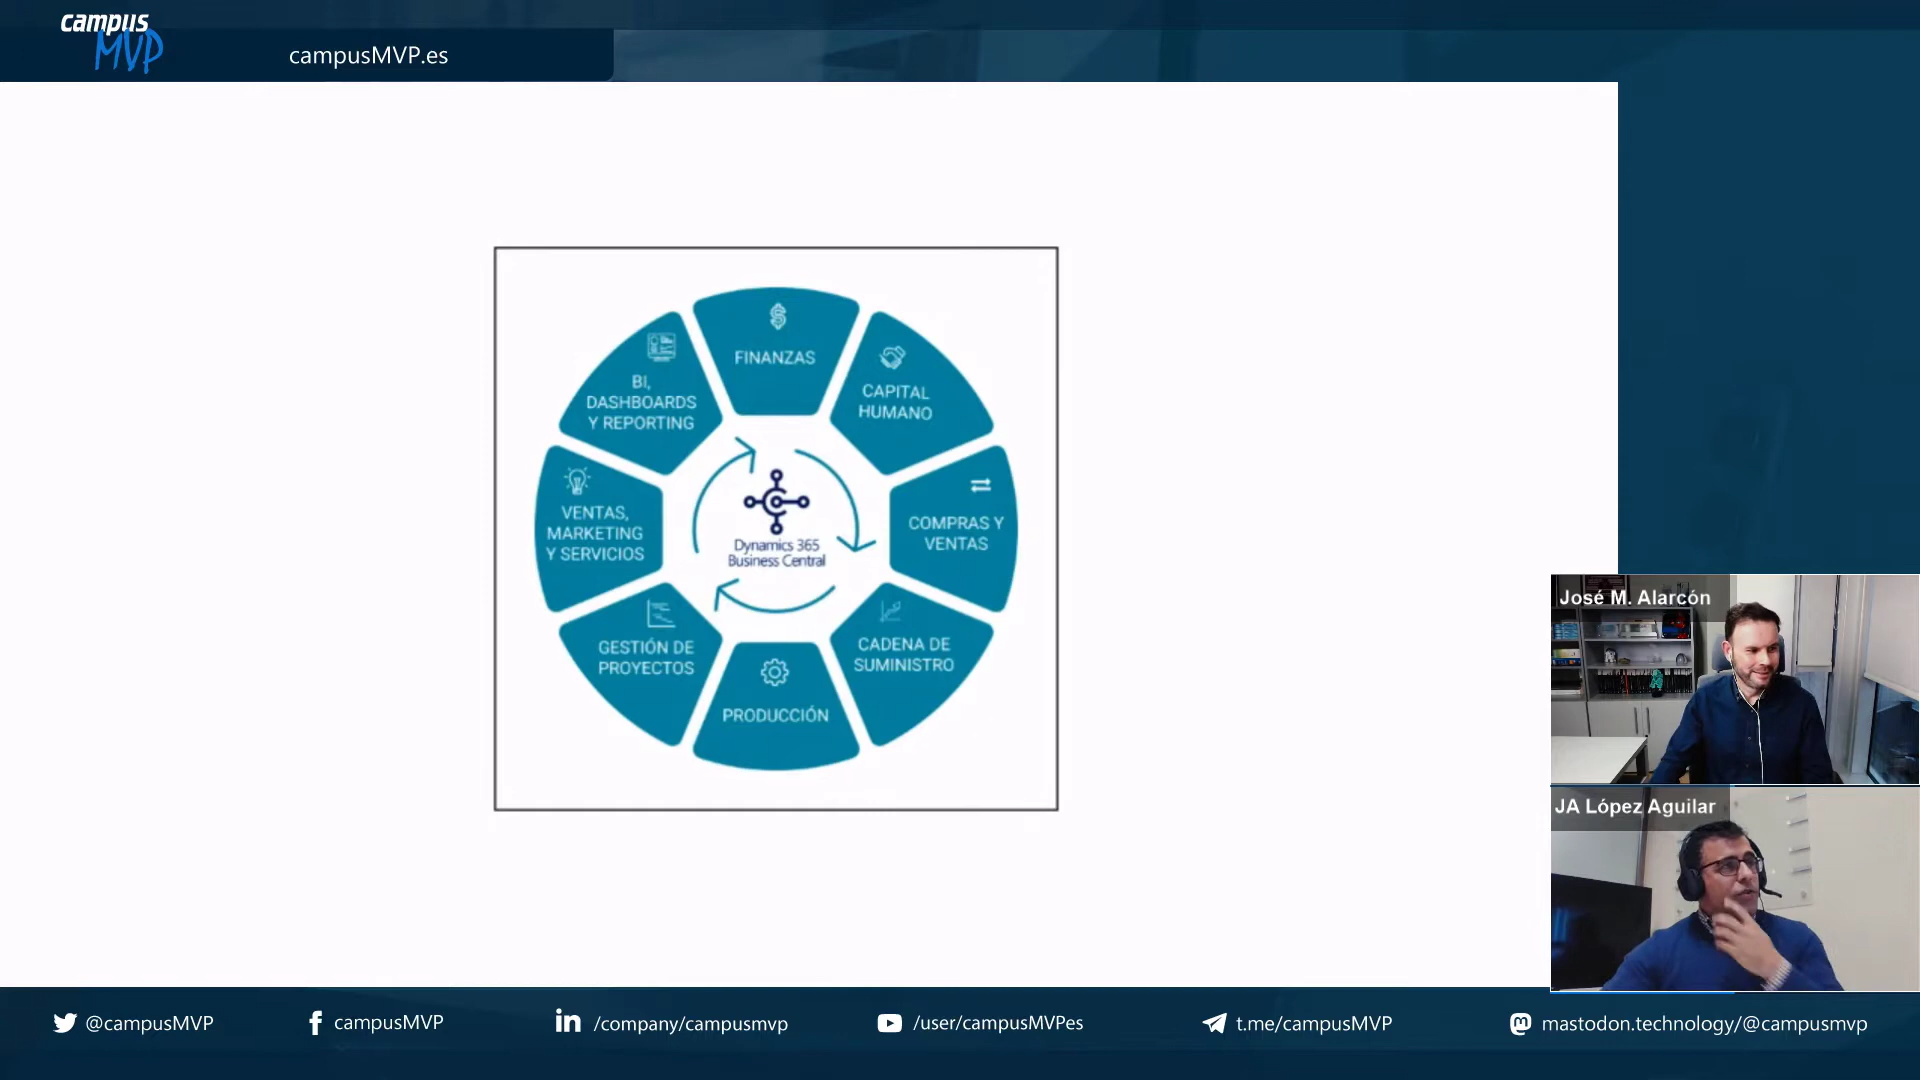 campus
MVP
campusMVP.es
FINANZAS
CAPITAL
HUMANO
COMPRAS Y
VENTAS
CADENA DE
SUMINISTRO
PRODUCCIÓN
GESTIÓN DE
PROYECTOS
VENTAS,
MARKETING
Y SERVICIOS
BI,
DASHBOARDS
Y REPORTING
Dynamics 365
Business Central
José M. Alarcón
JA López Aguilar
@campusMVP
campusMVP
/company/campusmvp
/user/campusMVPes
t.me/campusMVP
mastodon.technology/@campusmvp